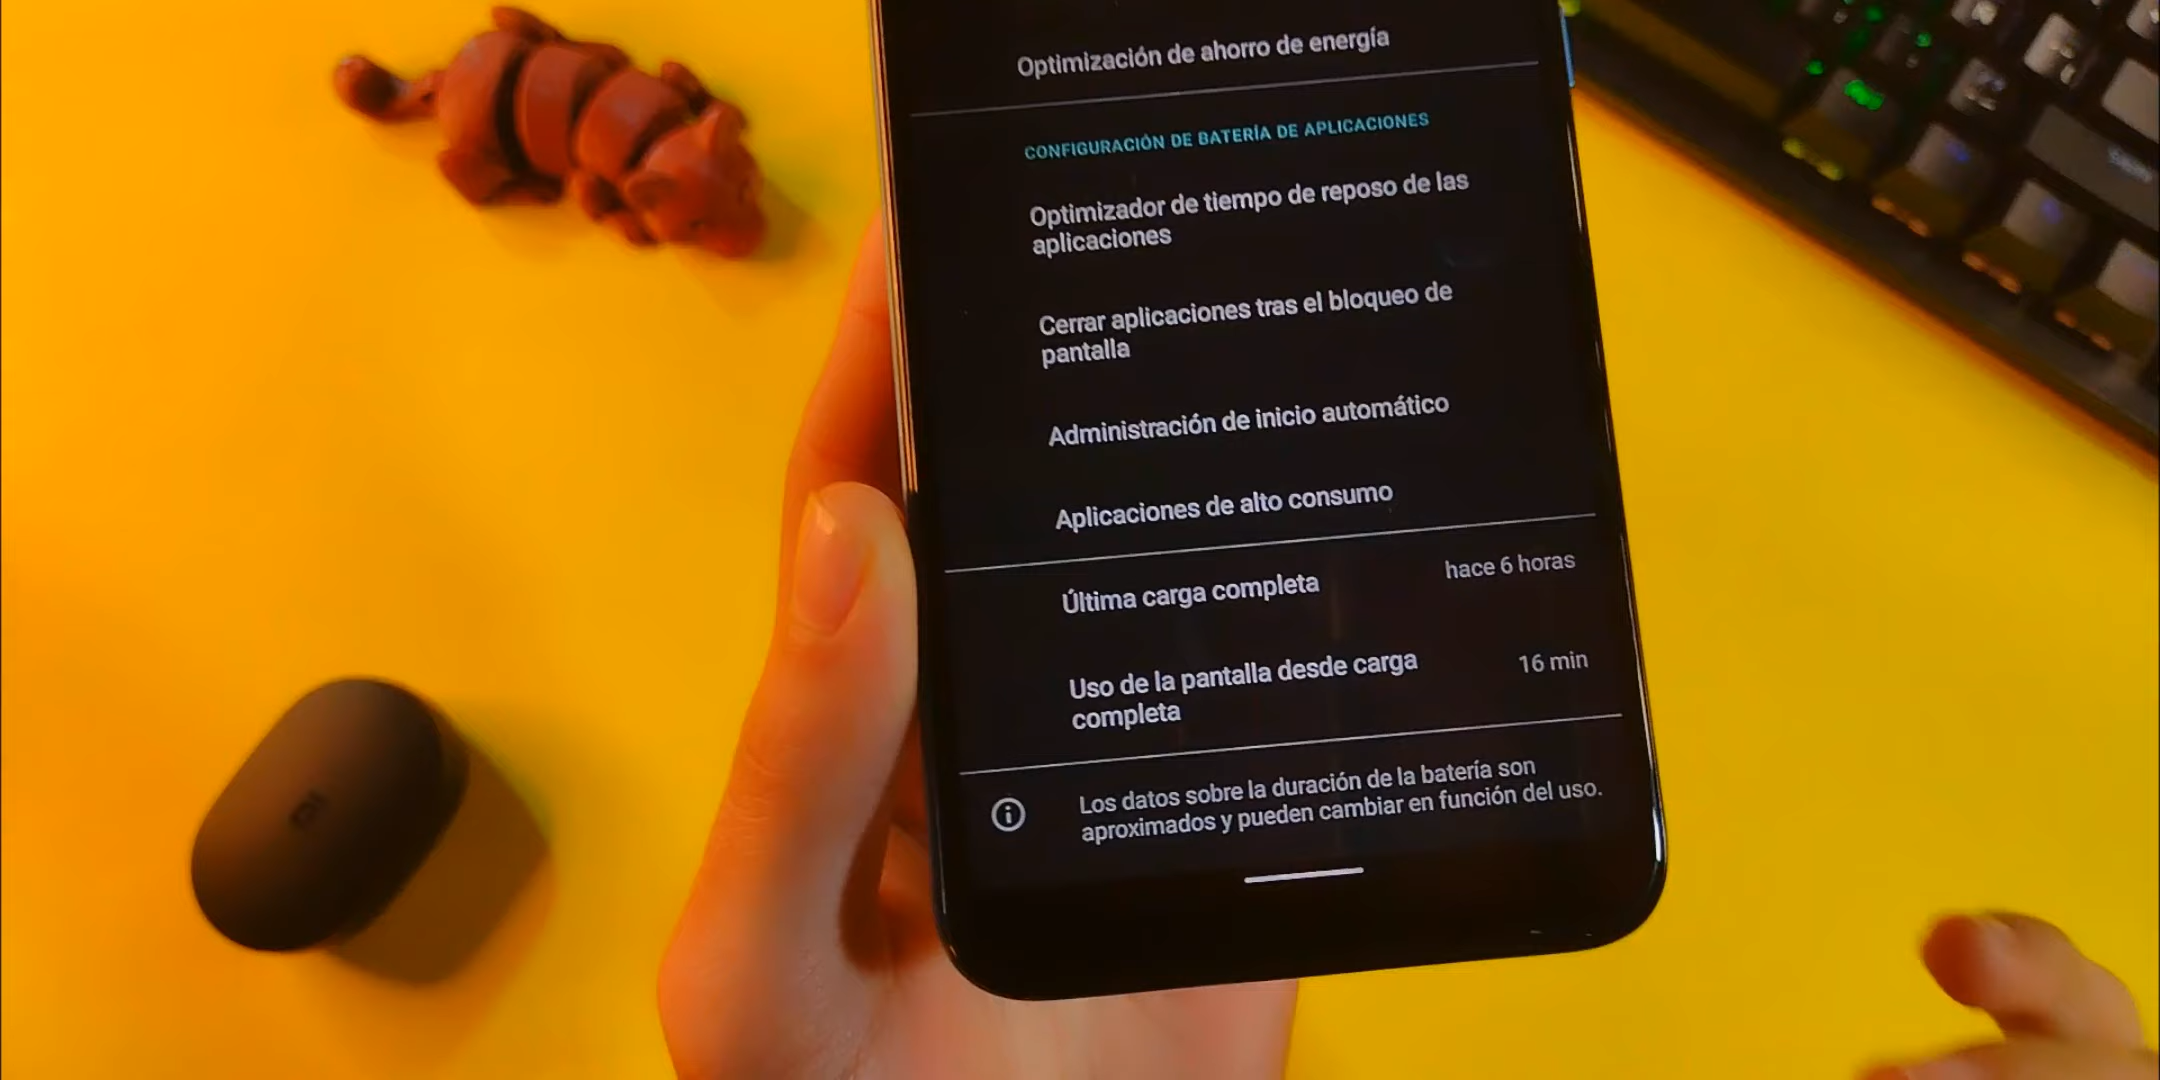 Optimización de ahorro de energía
CONFIGURACIÓN DE BATERÍA DE APLICACIONES
Optimizador de tiempo de reposo de las
aplicaciones
Cerrar aplicaciones tras el bloqueo de
pantalla
Administración de inicio automático
Aplicaciones de alto consumo
Última carga completa
hace 6 horas
Uso de la pantalla desde carga
completa
16 min
Los datos sobre la duración de la batería son
aproximados y pueden cambiar en función del uso.